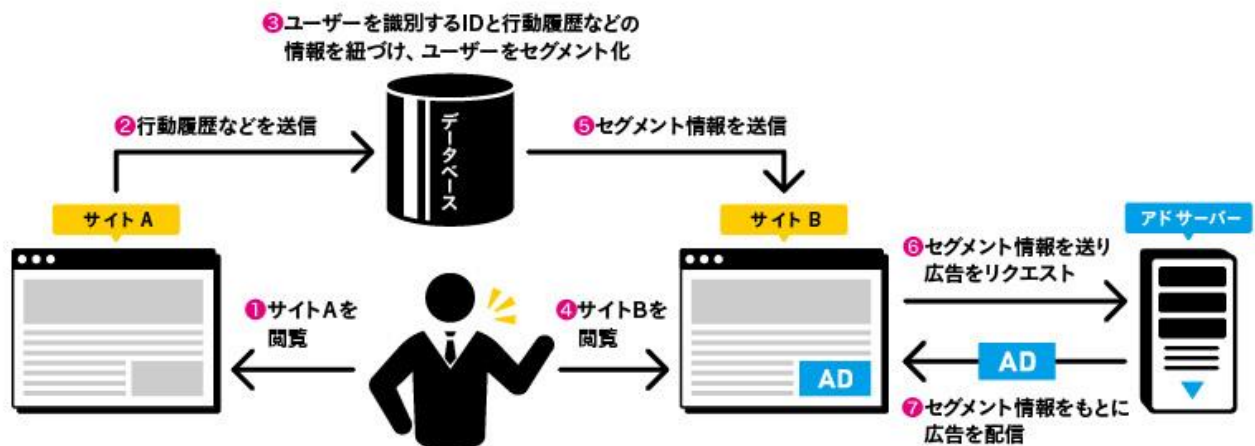 ❸ユーザーを識別するIDと行動履歴などの
情報を紐づけ、ユーザーをセグメント化
❷行動履歴などを送信
データベース
❺セグメント情報を送信
サイト A
サイト B
アドサーバー
❶サイトAを
閲覧
❹サイトBを
閲覧
❻セグメント情報を送り
広告をリクエスト
AD
AD
❼セグメント情報をもとに
広告を配信